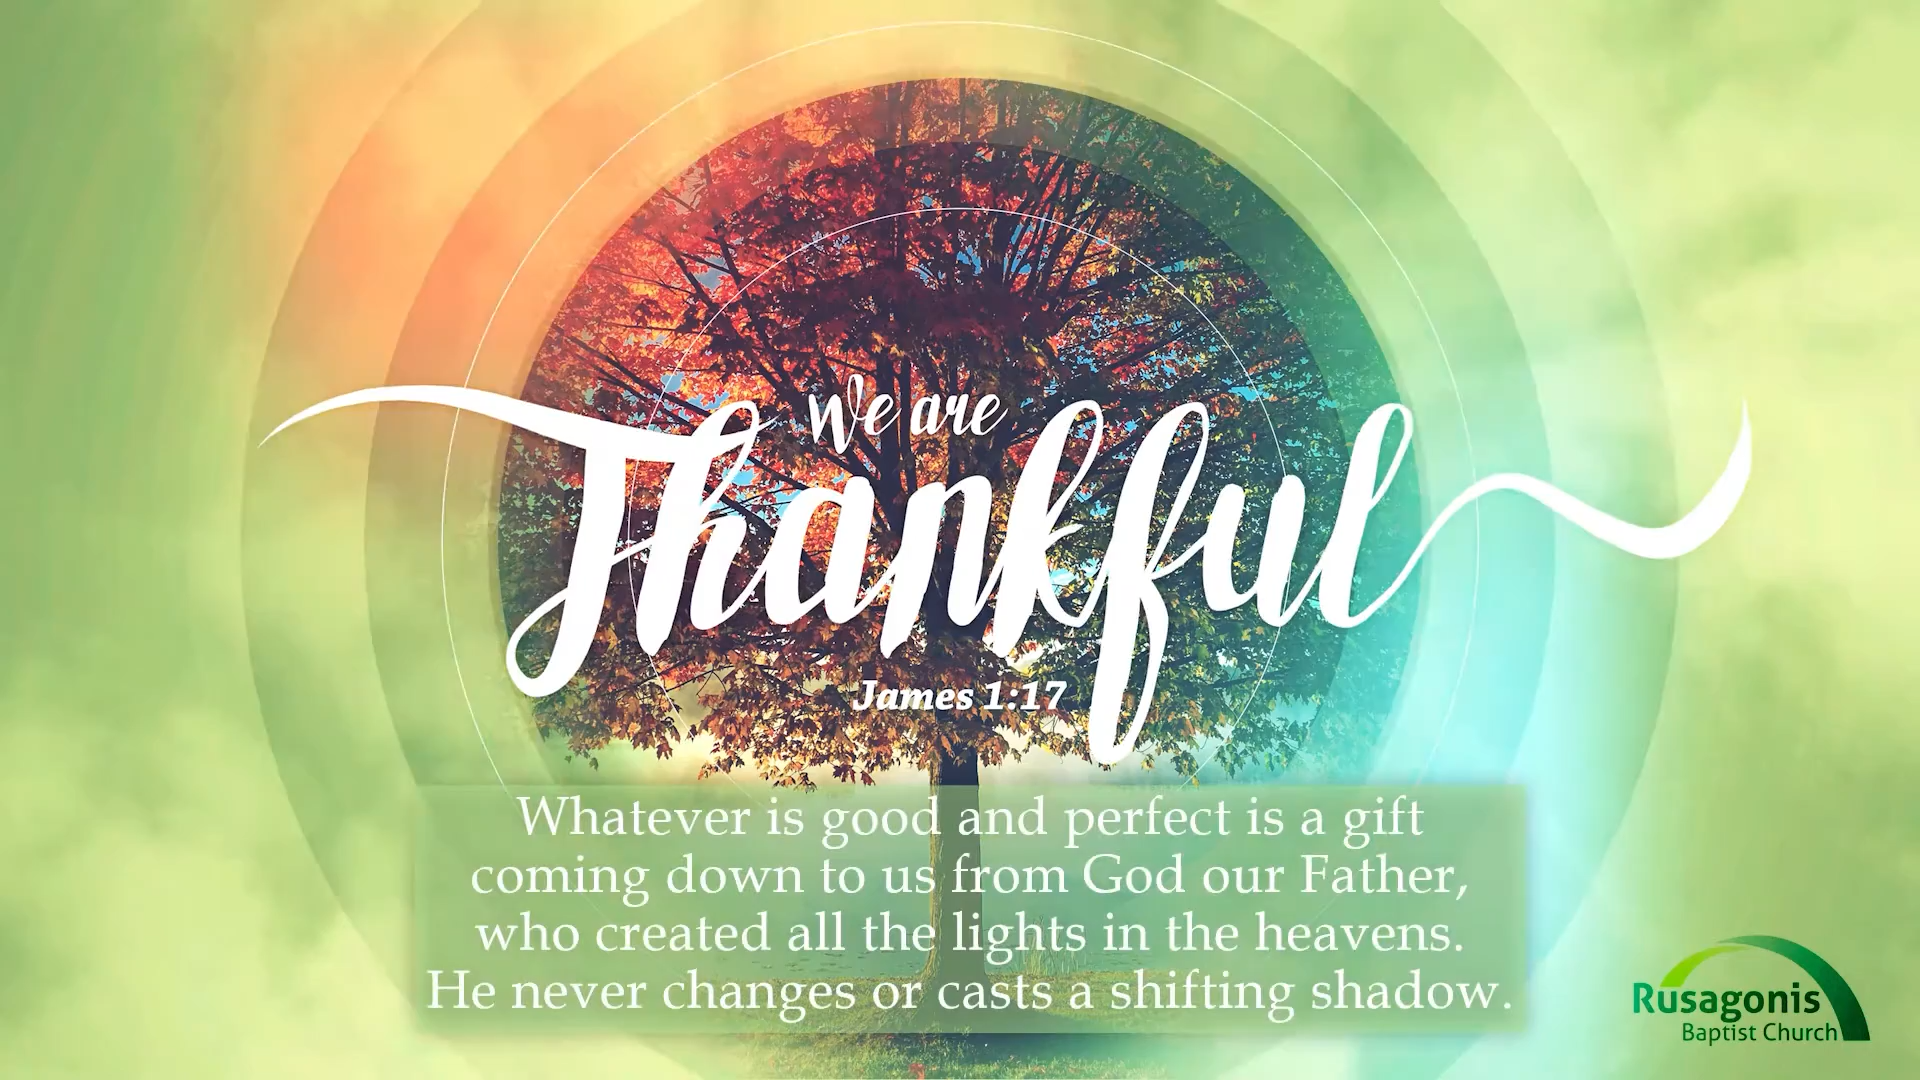 We are
Thankful
James 1:17
Whatever is good and perfect is a gift
coming down to us from God our Father,
who created all the lights in the heavens.
He never changes or casts a shifting shadow.
Rusagonis
Baptist Church